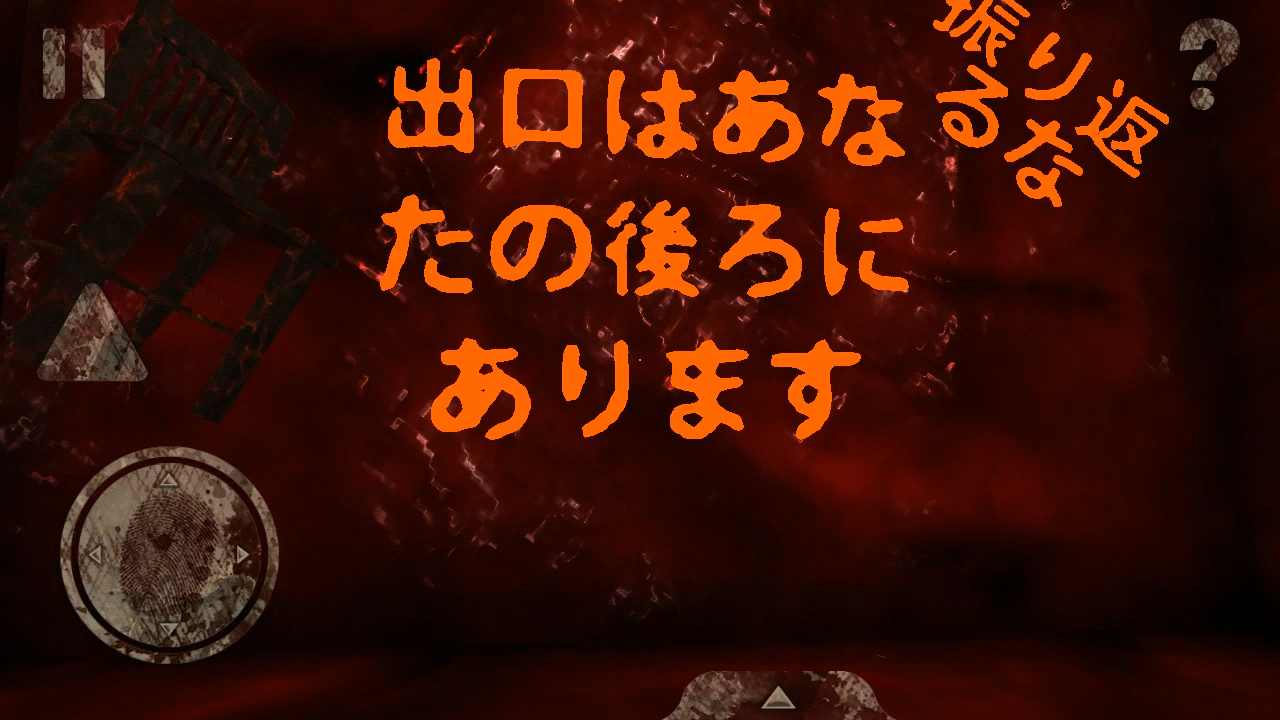 出口はあな
たの後ろに
あります
振り返
るな